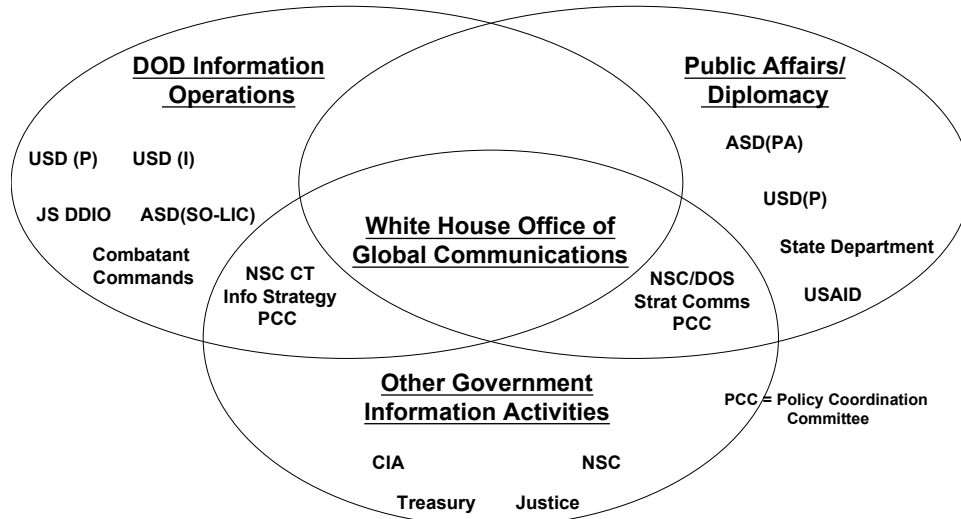 DOD Information
Operations
Public Affairs/
Diplomacy
USD (P)
USD (I)
ASD(PA)
JS DDIO
ASD(SO-LIC)
USD(P)
Combatant
Commands
White House Office of
Global Communications
State Department
USAID
NSC CT
Info Strategy
PCC
NSC/DOS
Strat Comms
PCC
Other Government
Information Activities
PCC = Policy Coordination
Committee
CIA
NSC
Treasury
Justice